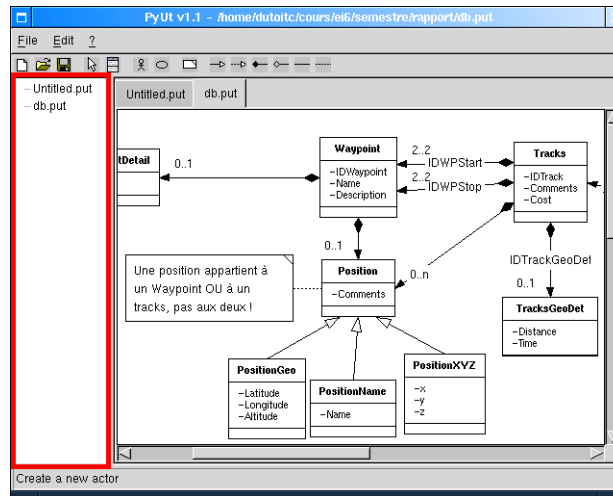 PyUt v1.1 - /home/dutoitc/cours/ei6/semestre/rapport/db.put
File Edit ?
Untitled.put
db.put
Untitled.put
db.put
tDetail
0..1
Waypoint
-IDWaypoint
-Name
-Description
2..2
IDWPStart
2..2
IDWPStop
Tracks
-IDTrack
-Comments
-Cost
0..1
0..n
IDTrackGeoDet
0..1
Une position appartient à
un Waypoint OU à un
tracks, pas aux deux !
Position
-Comments
TracksGeoDet
-Distance
-Time
PositionGeo
-Latitude
-Longitude
-Altitude
PositionName
-Name
PositionXYZ
-x
-y
-z
Create a new actor